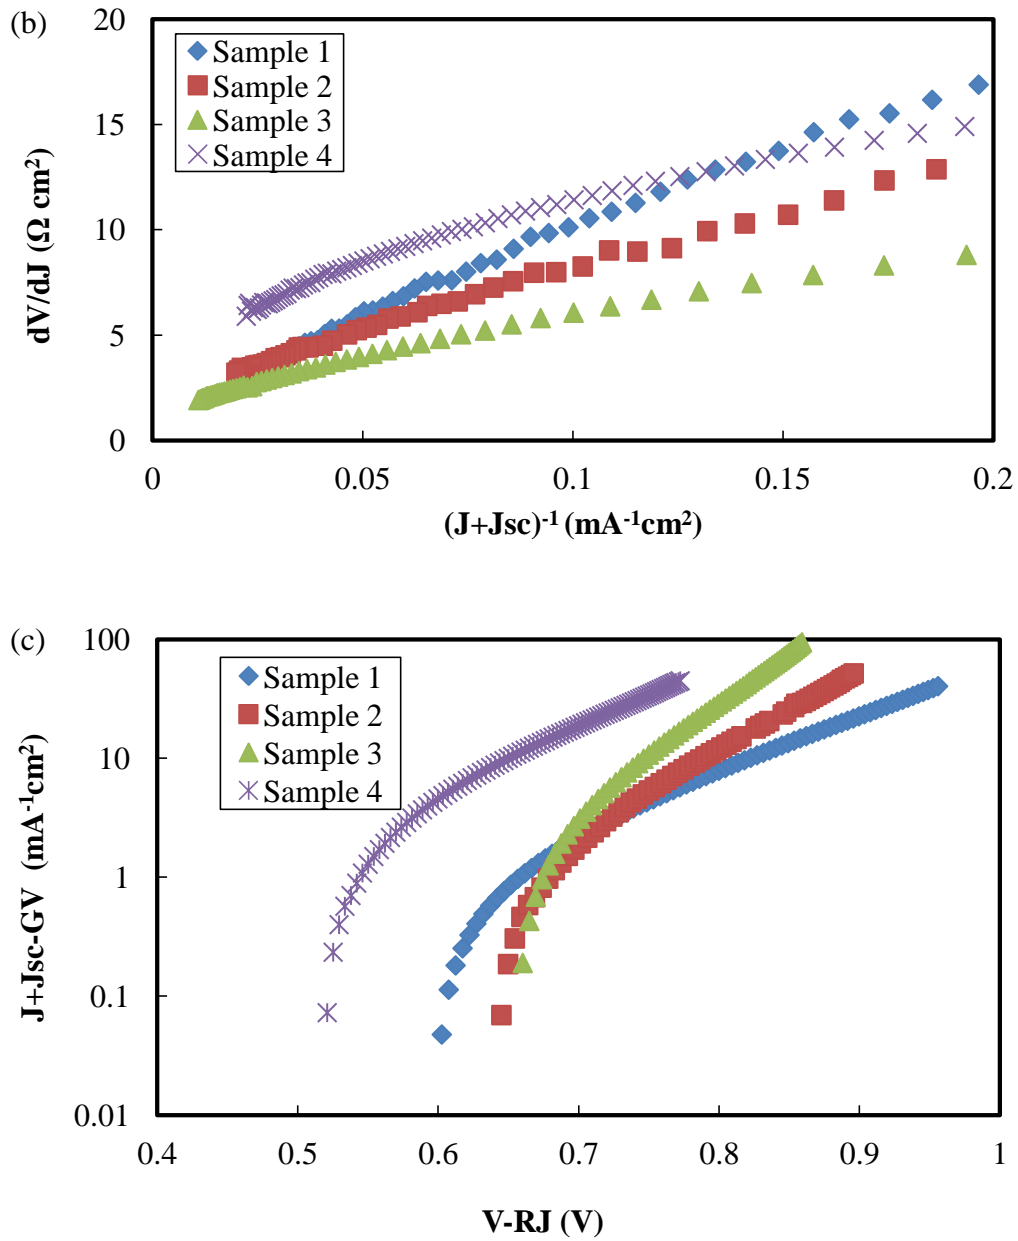 (b)
20
15
10
5
0
dV/dJ (Ω cm²)
Sample 1
Sample 2
Sample 3
Sample 4
0 0.05 0.1 0.15 0.2
(J+Jsc)⁻¹ (mA⁻¹cm²)
(c)
100
10
1
0.1
0.01
J+Jsc-GV (mA⁻¹cm²)
Sample 1
Sample 2
Sample 3
Sample 4
0.4 0.5 0.6 0.7 0.8 0.9 1
V-RJ (V)